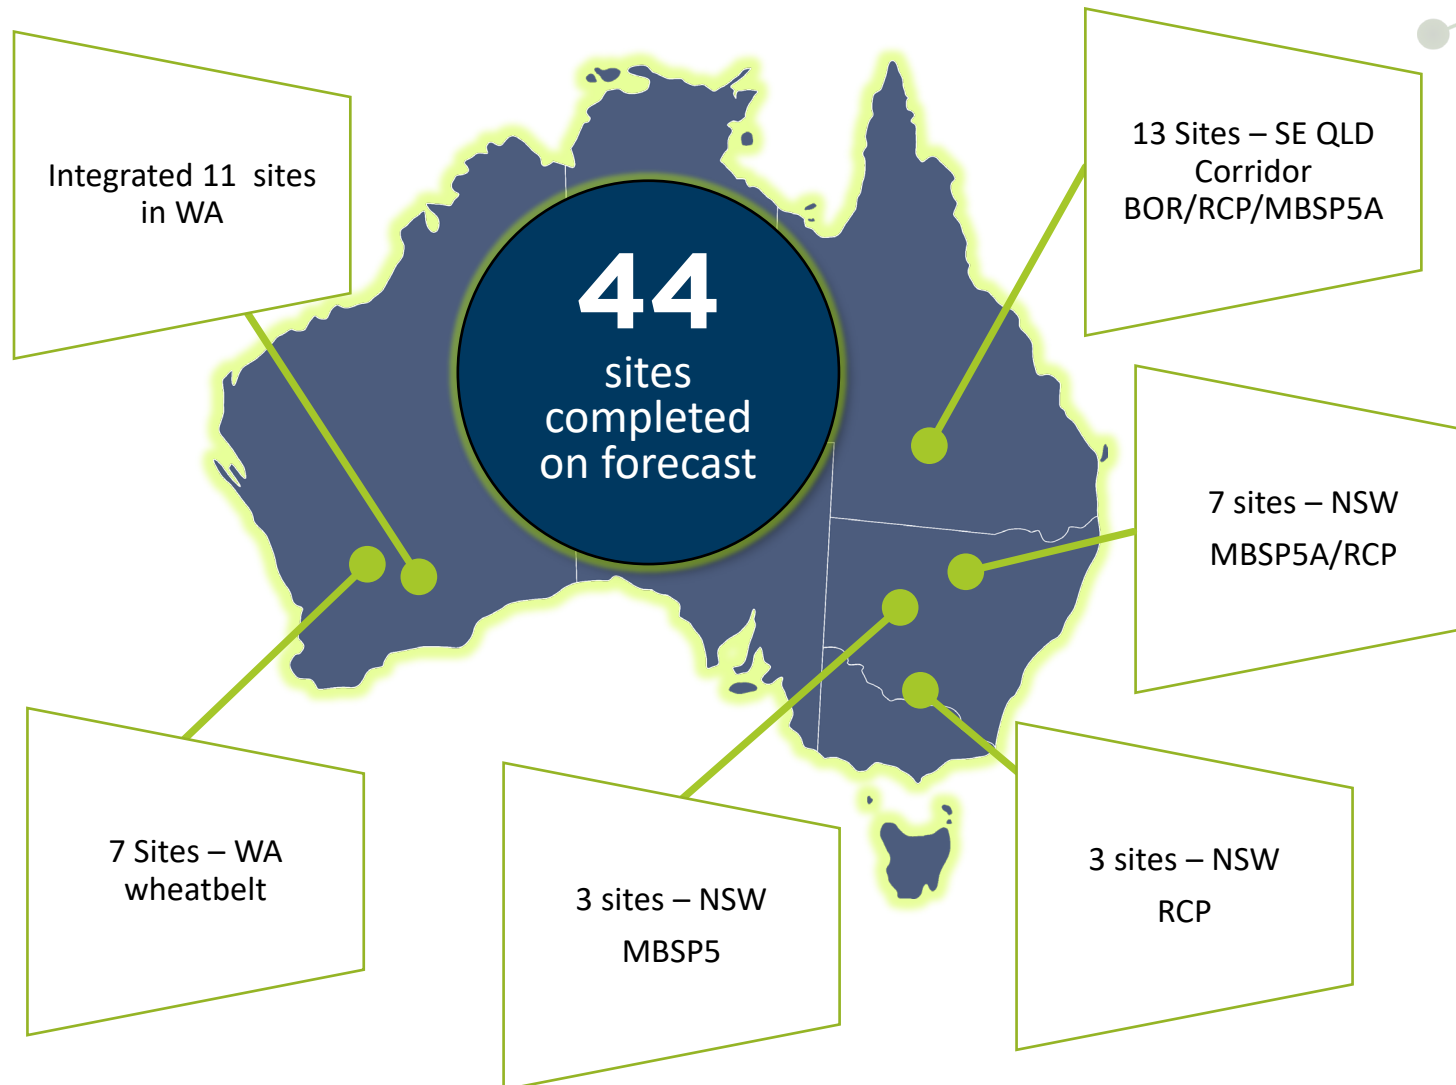 Integrated 11  sites
in WA
44
sites
completed
on forecast
13 Sites – SE QLD
Corridor
BOR/RCP/MBSP5A
7 sites – NSW
MBSP5A/RCP
7 Sites – WA
wheatbelt
3 sites – NSW
MBSP5
3 sites – NSW
RCP